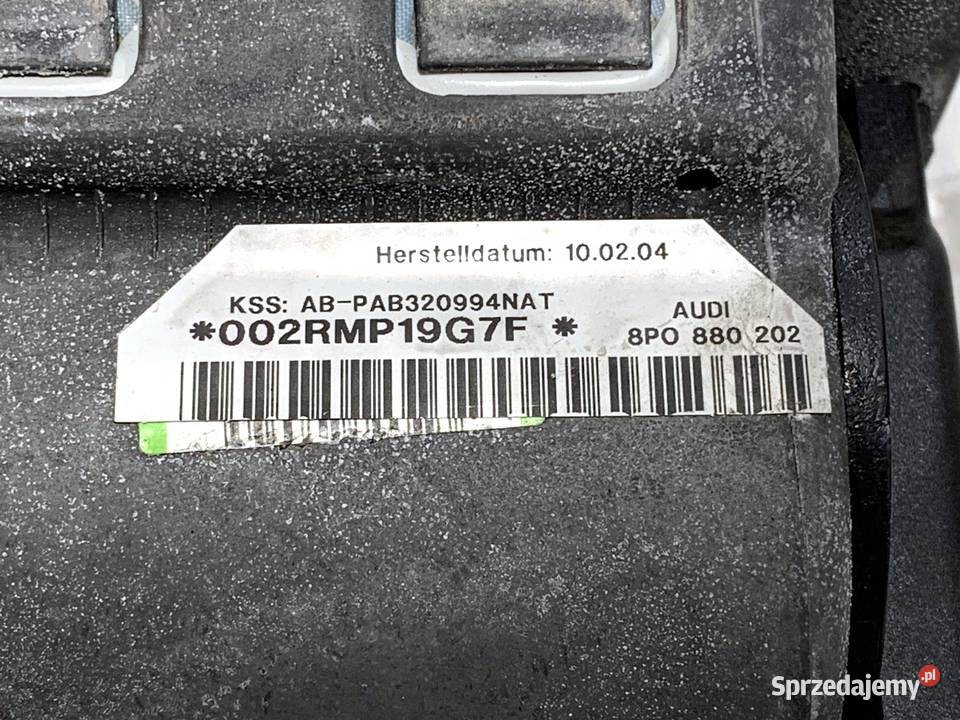 Herstelldatum: 10.02.04
KSS: AB-PAB320994NAT
*002RMP19G7F *
AUDI
8P0 880 202
Sprzedajemy.pl